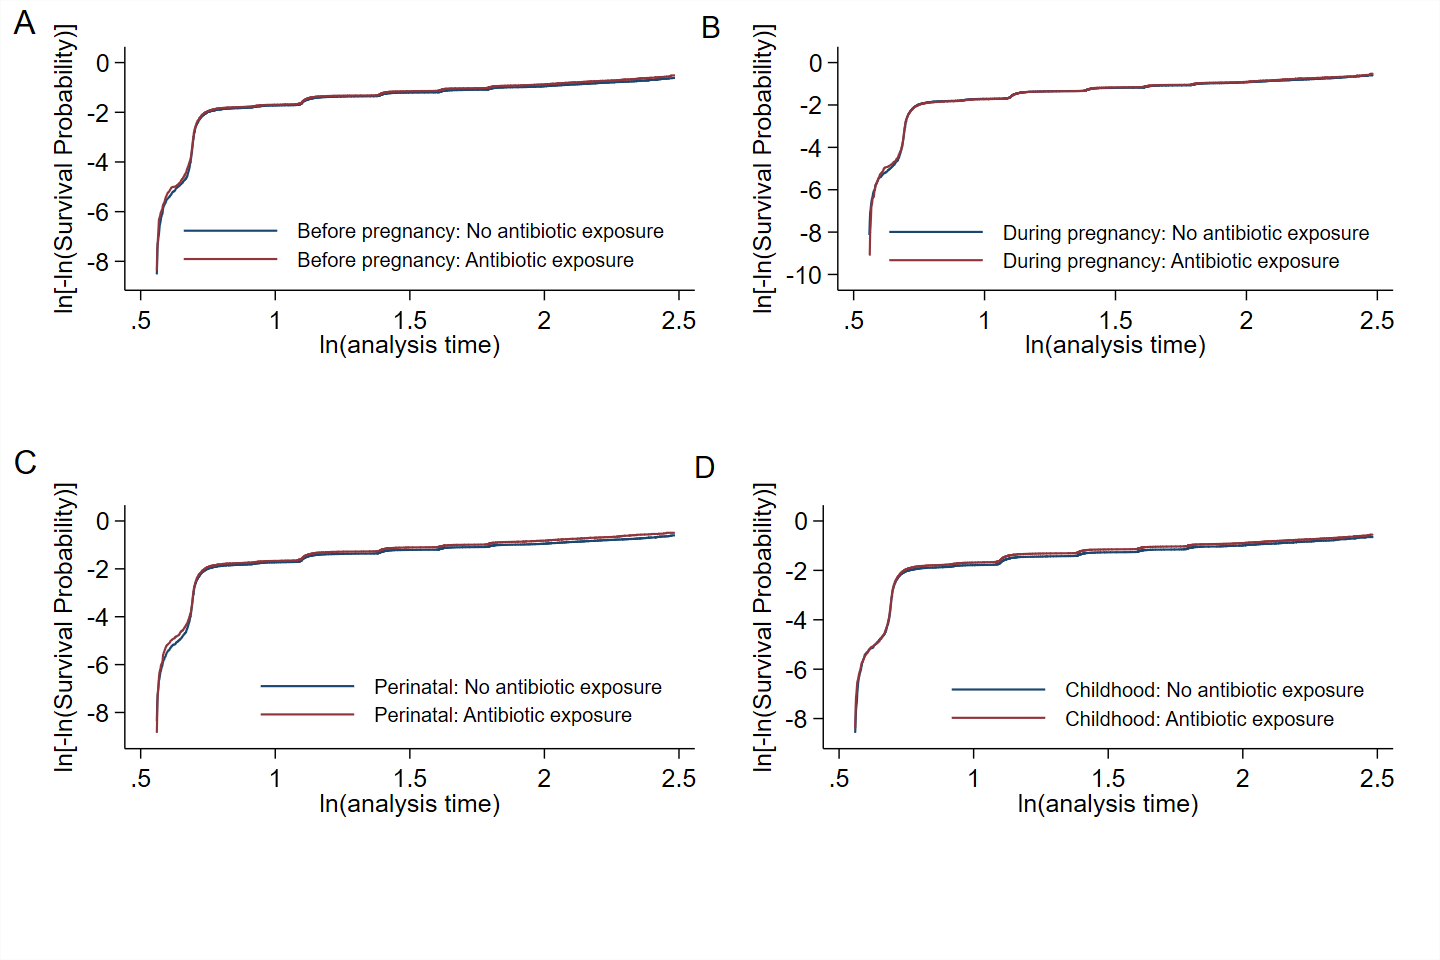 A
ln[-ln(Survival Probability)]
0
-2
-4
-6
-8
Before pregnancy: No antibiotic exposure
Before pregnancy: Antibiotic exposure
.5 1 1.5 2 2.5
ln(analysis time)
B
ln[-ln(Survival Probability)]
0
-2
-4
-6
-8
-10
During pregnancy: No antibiotic exposure
During pregnancy: Antibiotic exposure
.5 1 1.5 2 2.5
ln(analysis time)
C
ln[-ln(Survival Probability)]
0
-2
-4
-6
-8
Perinatal: No antibiotic exposure
Perinatal: Antibiotic exposure
.5 1 1.5 2 2.5
ln(analysis time)
D
ln[-ln(Survival Probability)]
0
-2
-4
-6
-8
Childhood: No antibiotic exposure
Childhood: Antibiotic exposure
.5 1 1.5 2 2.5
ln(analysis time)